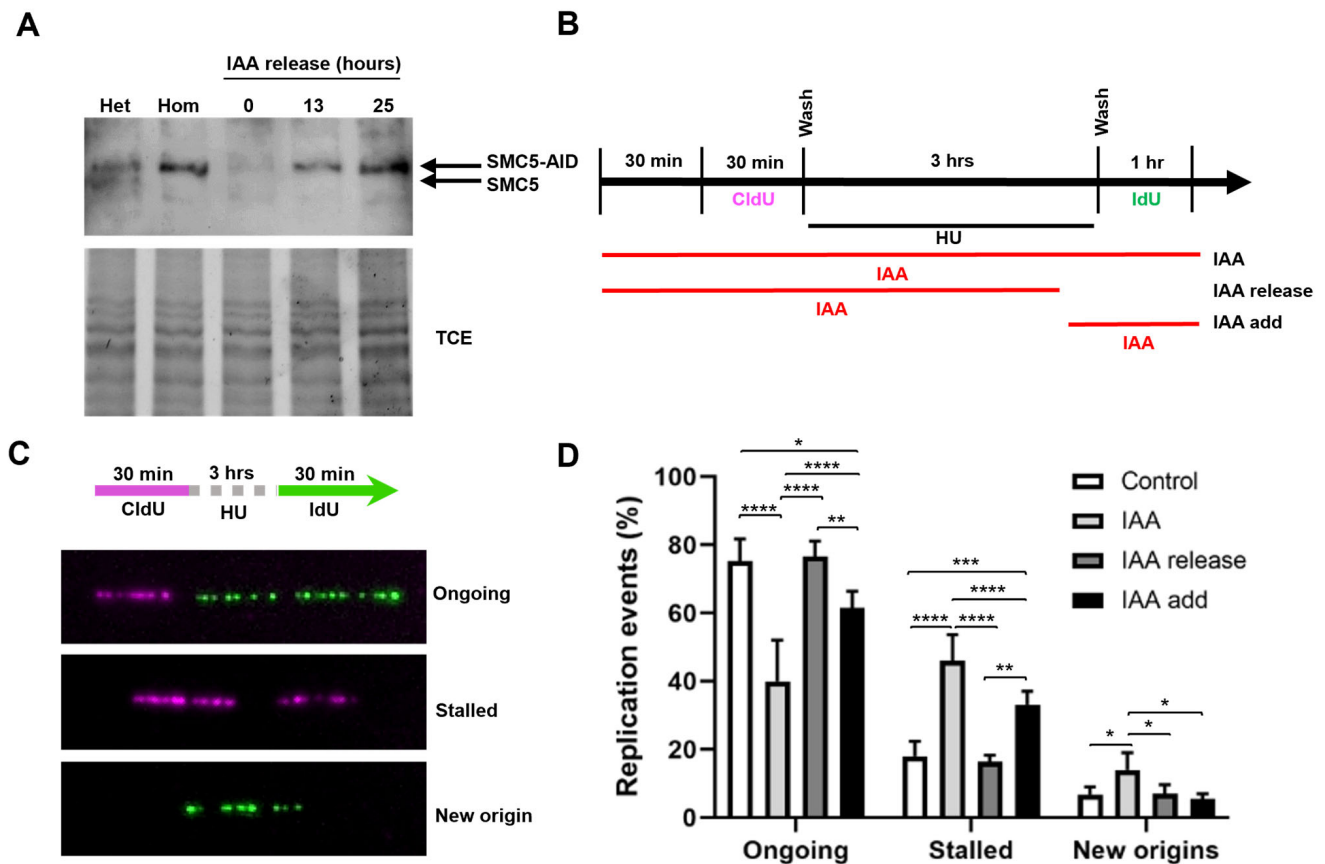 A
IAA release (hours)
Het Hom 0 13 25
SMC5-AID
SMC5
TCE
B
Wash Wash
30 min 30 min 3 hrs 1 hr
CldU IdU
HU
IAA
IAA
IAA release
IAA
IAA add
IAA
C
30 min 3 hrs 30 min
CldU HU IdU
Ongoing
Stalled
New origin
D
Replication events (%)
100
80
60
40
20
0
* **** **** **** **
*** **** **** **** **
* * *
Control
IAA
IAA release
IAA add
Ongoing Stalled New origins